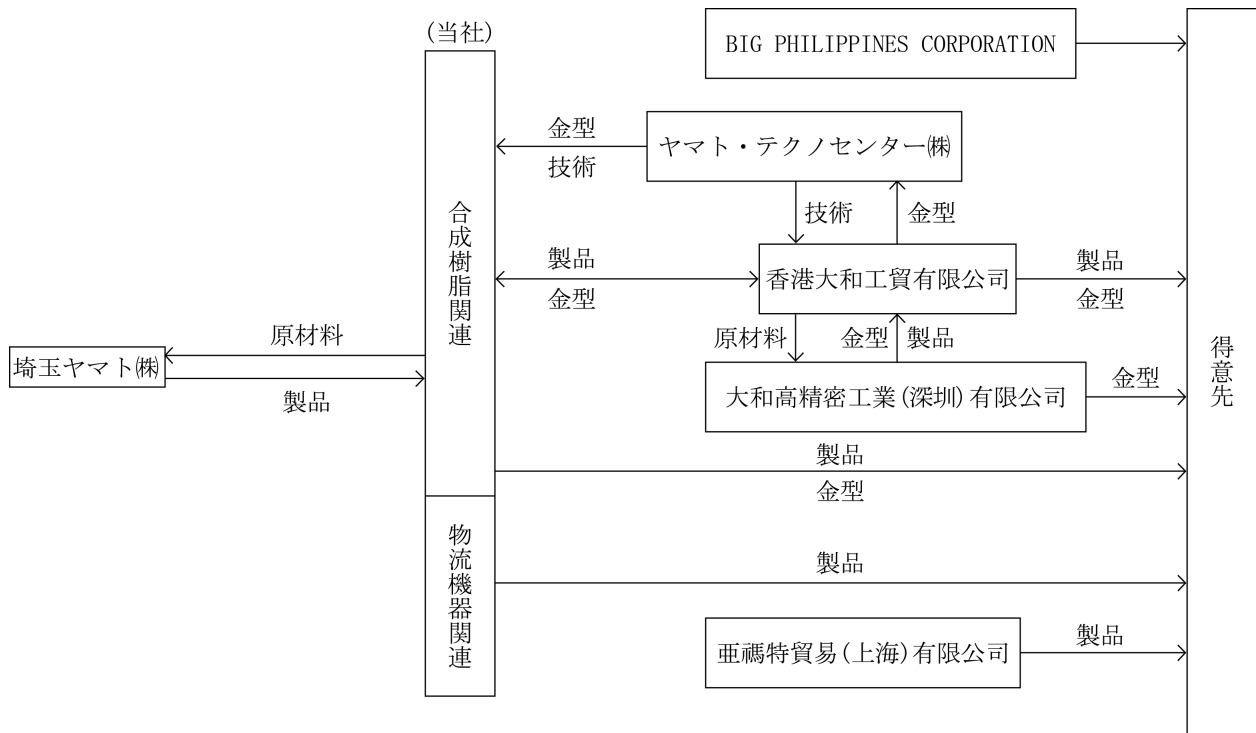 (当社)
BIG PHILIPPINES CORPORATION
金型
技術
ヤマト・テクノセンター㈱
技術
金型
合成樹脂関連
製品
金型
香港大和工貿有限公司
製品
金型
原材料
金型
製品
原材料
埼玉ヤマト㈱
製品
大和高精密工業(深圳)有限公司
金型
得意先
製品
金型
物流機器関連
製品
亜禡特貿易(上海)有限公司
製品